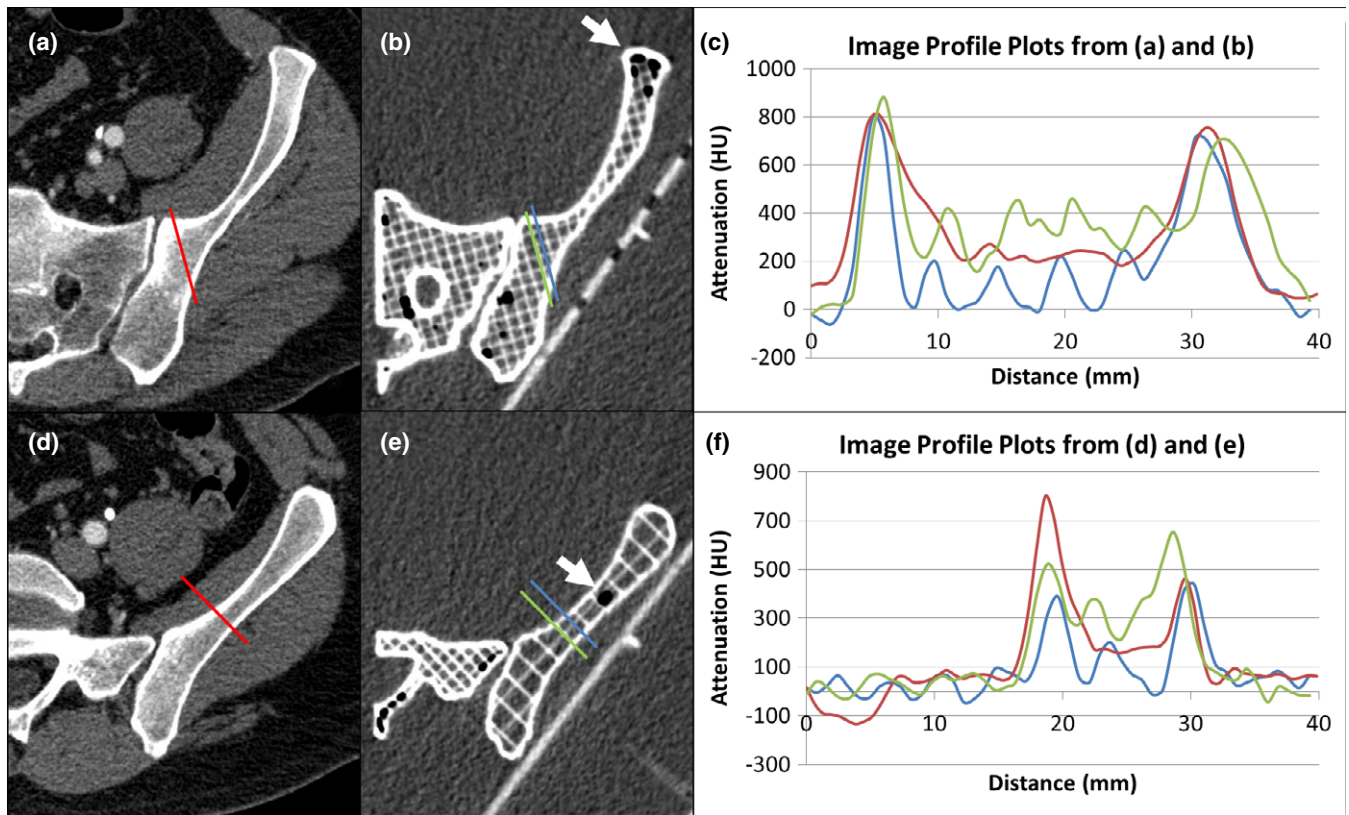 (a)
(b)
(c)
Image Profile Plots from (a) and (b)
1000
800
600
400
200
0
-200
Attenuation (HU)
0
10
20
30
40
Distance (mm)
(d)
(e)
(f)
Image Profile Plots from (d) and (e)
900
700
500
300
100
-100
-300
Attenuation (HU)
0
10
20
30
40
Distance (mm)